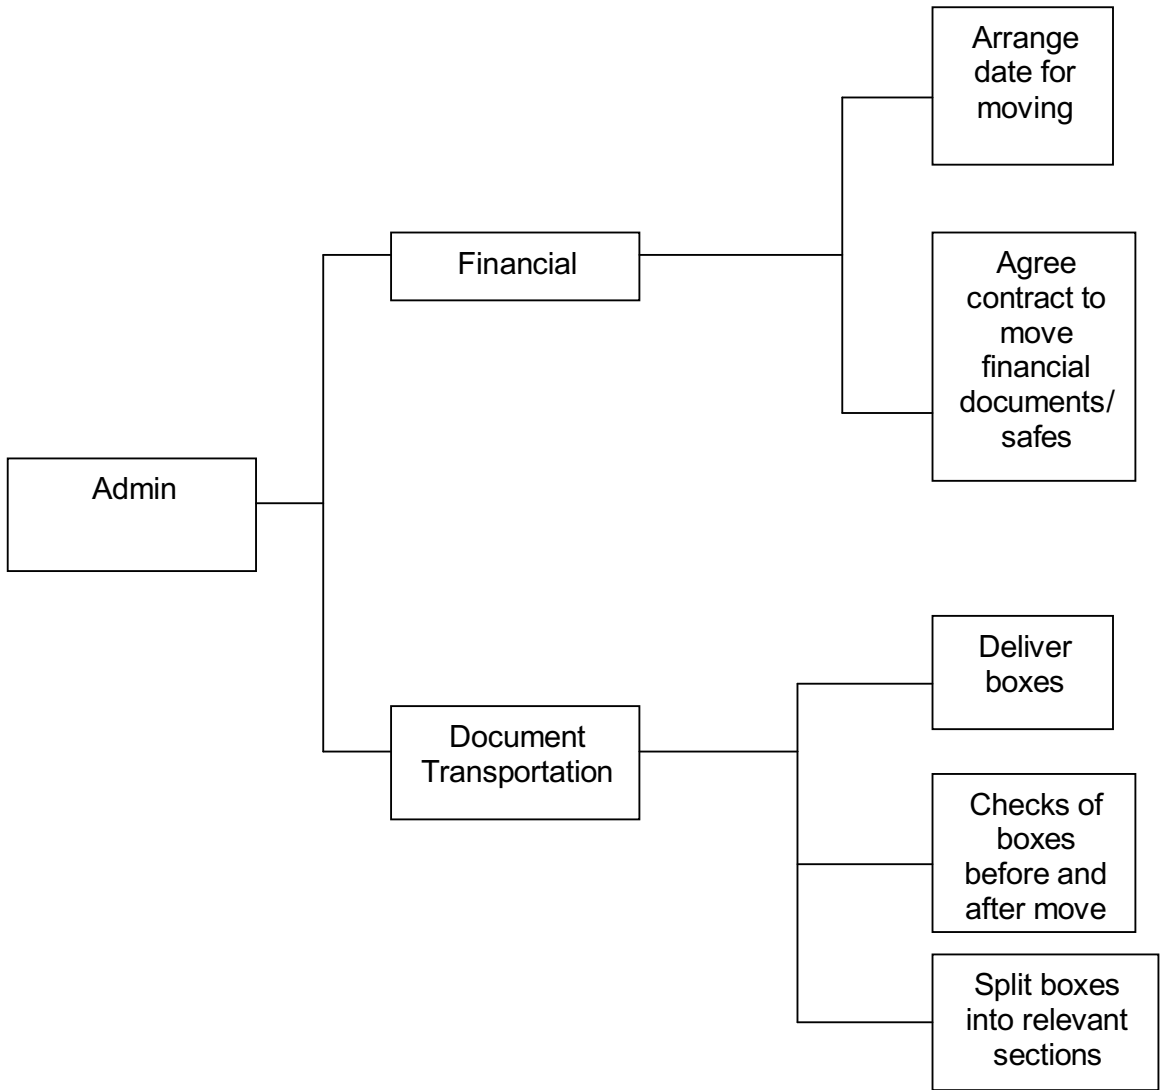 Arrange
date for
moving
Financial
Agree
contract to
move
financial
documents/
safes
Admin
Deliver
boxes
Document
Transportation
Checks of
boxes
before and
after move
Split boxes
into relevant
sections